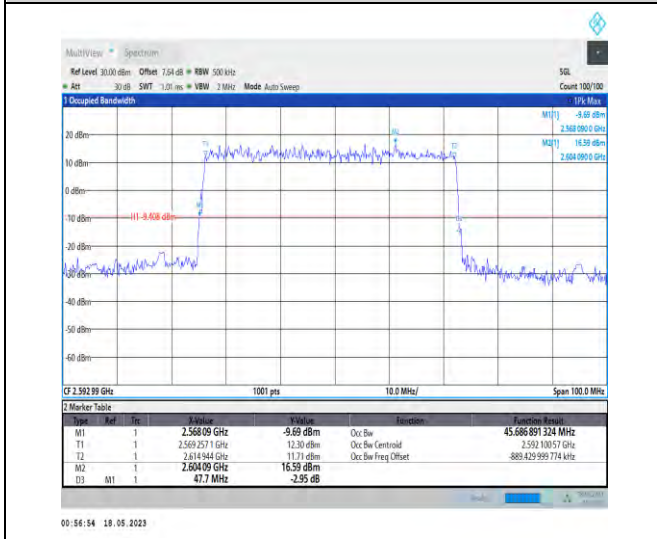 MultiView Spectrum
Ref Level 30.00 dBm Offset 7.64 dB RBW 500 kHz SGL
Att 30 dB SWT 1.01 ms VBW 2 MHz Mode Auto Sweep Count 100/100
1 Occupied Bandwidth 1Pk Max
M1[1] -9.69 dBm
2.568 090 0 GHz
M2[1] 16.59 dBm
2.604 090 0 GHz
20 dBm
T1 M2 T2
10 dBm
0 dBm
M1
-10 dBm H1 -9.408 dBm
-20 dBm
-30 dBm
-40 dBm
-50 dBm
-60 dBm
CF 2.592 99 GHz 1001 pts 10.0 MHz/ Span 100.0 MHz
2 Marker Table
Type Ref Trc X-Value Y-Value Function Function Result
M1 1 2.568 09 GHz -9.69 dBm Occ Bw 45.686 891 324 MHz
T1 1 2.569 257 1 GHz 12.30 dBm Occ Bw Centroid 2.592 100 57 GHz
T2 1 2.614 944 GHz 11.71 dBm Occ Bw Freq Offset -889.429 999 774 kHz
M2 1 2.604 09 GHz 16.59 dBm
D3 M1 1 47.7 MHz -2.95 dB
00:56:54 18.05.2023